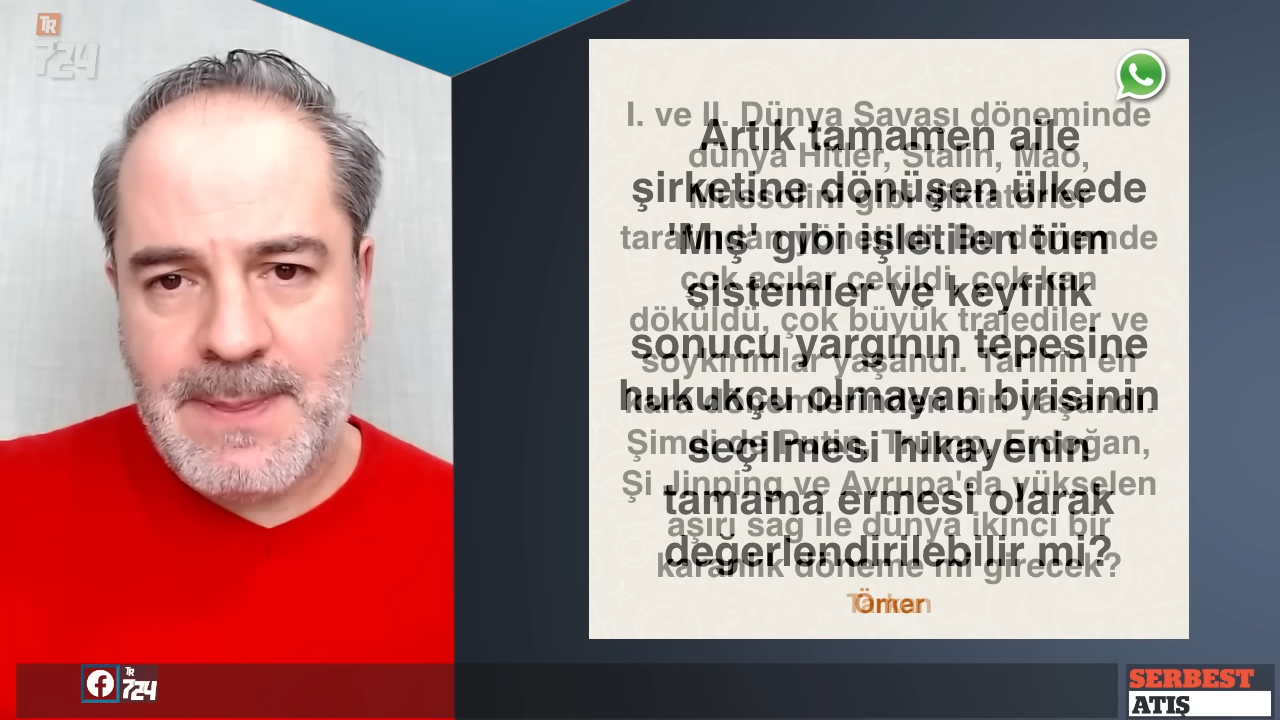 TR
724
Artık tamamen aile
şirketine dönüşen ülkede
'Mış' gibi işletilen tüm
sistemler ve keyfilik
sonucu yargının tepesine
hukukçu olmayan birisinin
seçilmesi hikayenin
tamama ermesi olarak
değerlendirilebilir mi?
Ömer
I. ve II. Dünya Savaşı döneminde
dünya Hitler, Stalin, Mao,
Mussolini gibi diktatörler
tarafından yönetildi. Bu dönemde
çok acılar çekildi, çok kan
döküldü, çok büyük trajediler ve
soykırımlar yaşandı. Tarihin en
kara dönemlerinden biri yaşandı.
Şimdi de Putin, Trump, Erdoğan,
Şi Jinping ve Avrupa'da yükselen
aşırı sağ ile dünya ikinci bir
karanlık döneme mi girecek?
TR
724
SERBEST
ATIŞ